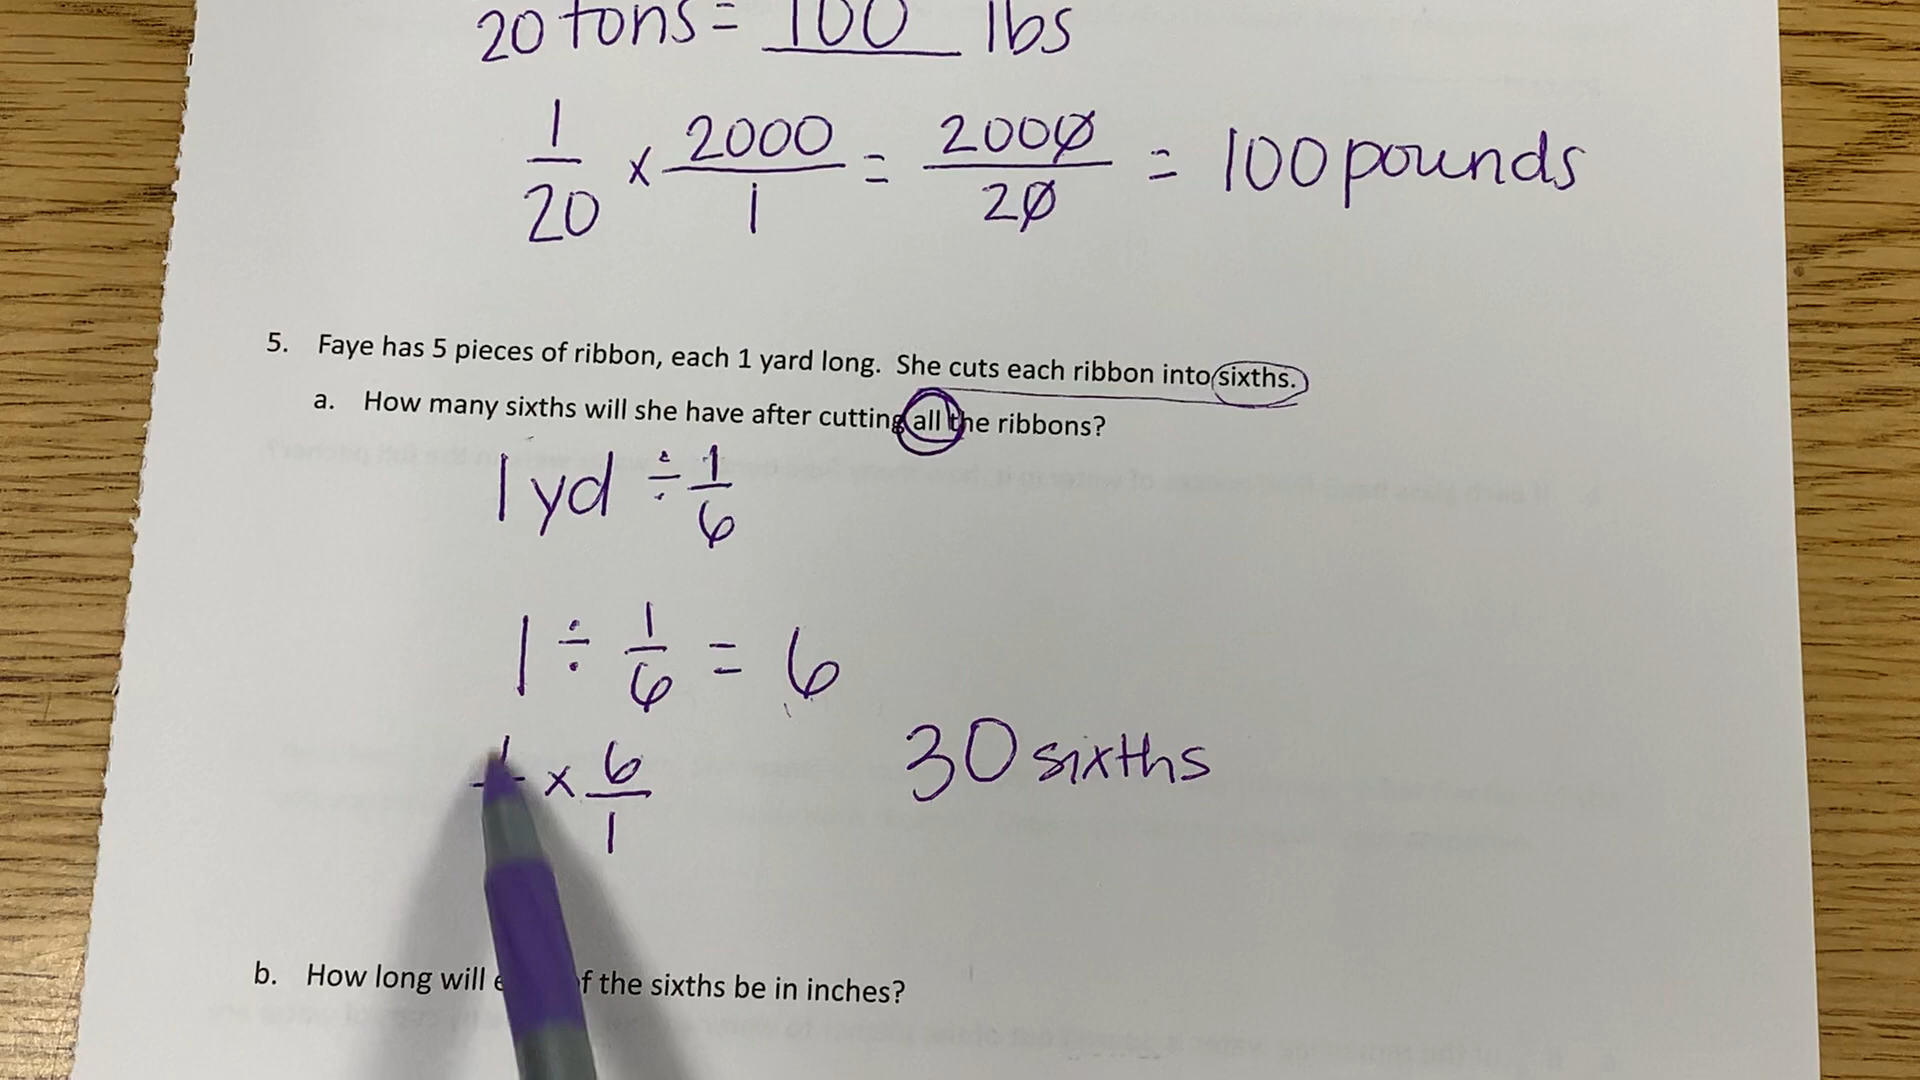 20 tons = 100 lbs
1/20 × 2000/1 = 2000/20 = 100 pounds
5. Faye has 5 pieces of ribbon, each 1 yard long. She cuts each ribbon into sixths.
a. How many sixths will she have after cutting all the ribbons?
1 yd ÷ 1/6
1 ÷ 1/6 = 6
× 6/1
30 sixths
b. How long will of the sixths be in inches?